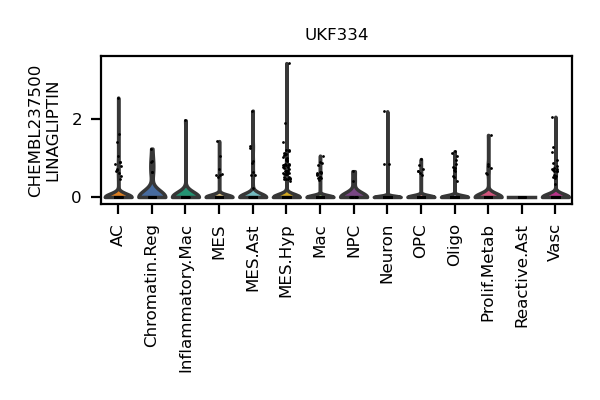 UKF334
CHEMBL237500
LINAGLIPTIN
2
0
AC
Chromatin.Reg
Inflammatory.Mac
MES
MES.Ast
MES.Hyp
Mac
NPC
Neuron
OPC
Oligo
Prolif.Metab
Reactive.Ast
Vasc